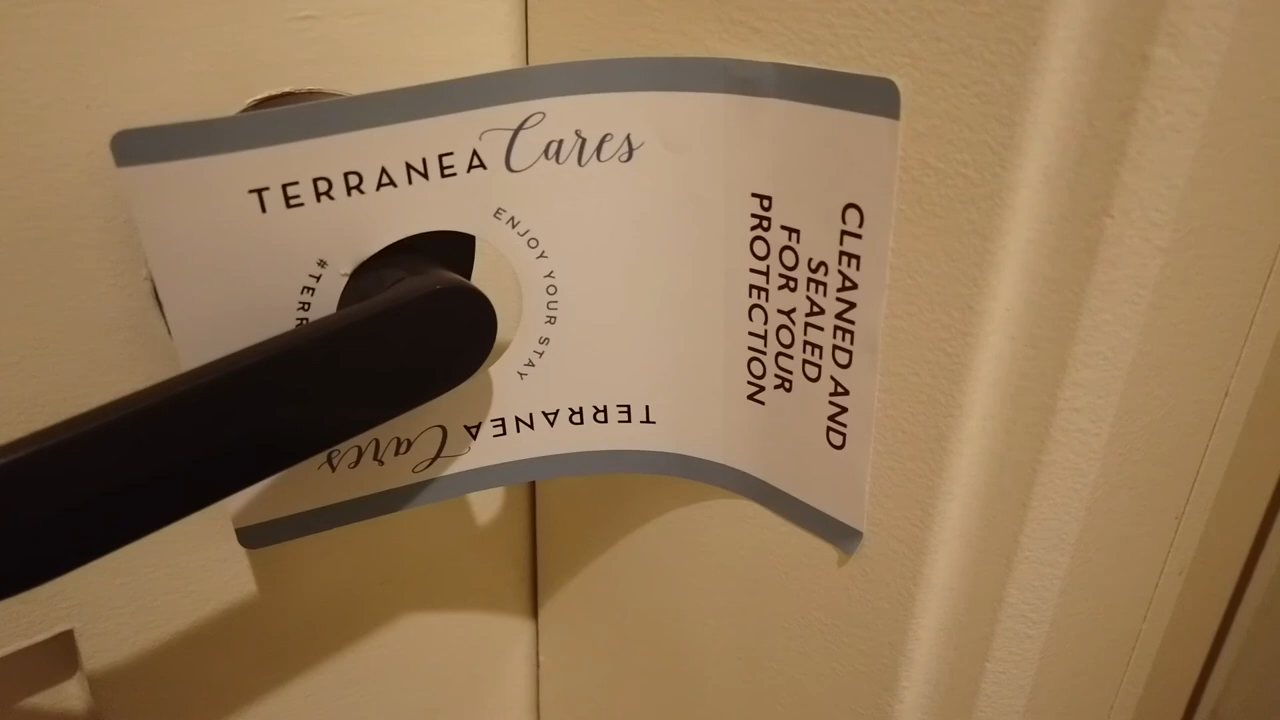 TERRANEA Cares
ENJOY YOUR STAY
CLEANED AND
SEALED
FOR YOUR
PROTECTION
TERRANEA Cares